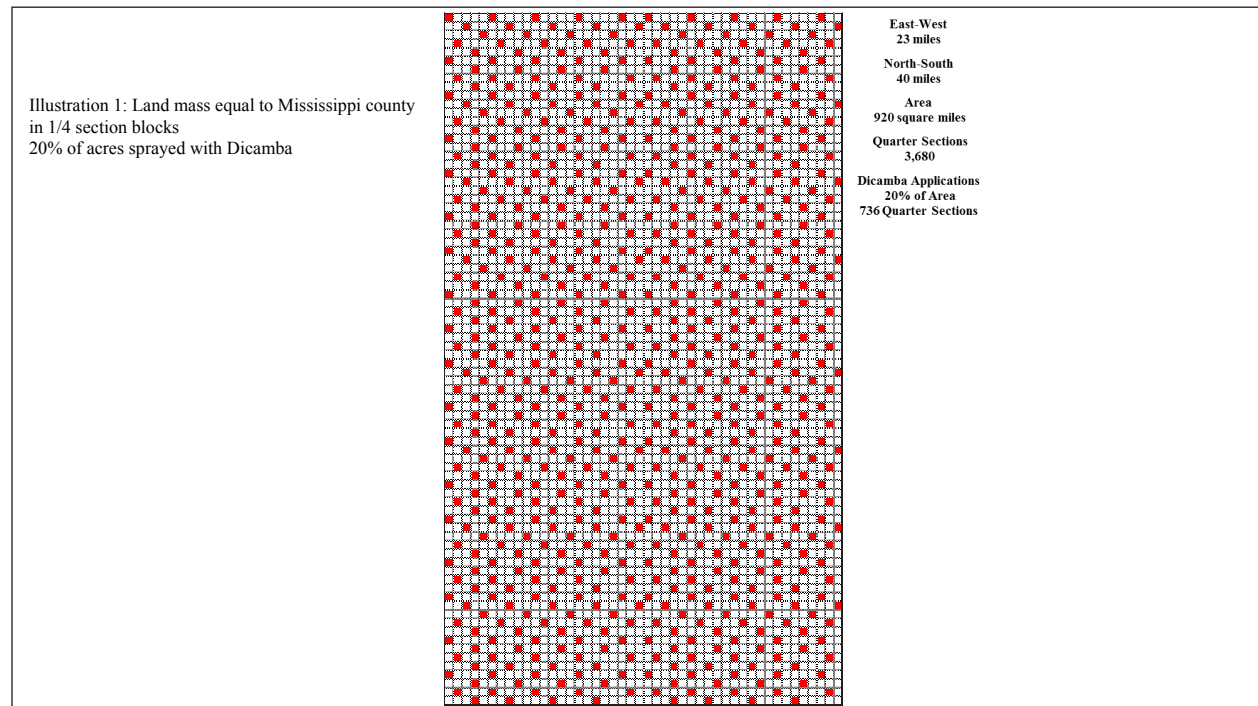 Illustration 1: Land mass equal to Mississippi county
in 1/4 section blocks
20% of acres sprayed with Dicamba
East-West
23 miles
North-South
40 miles
Area
920 square miles
Quarter Sections
3,680
Dicamba Applications
20% of Area
736 Quarter Sections